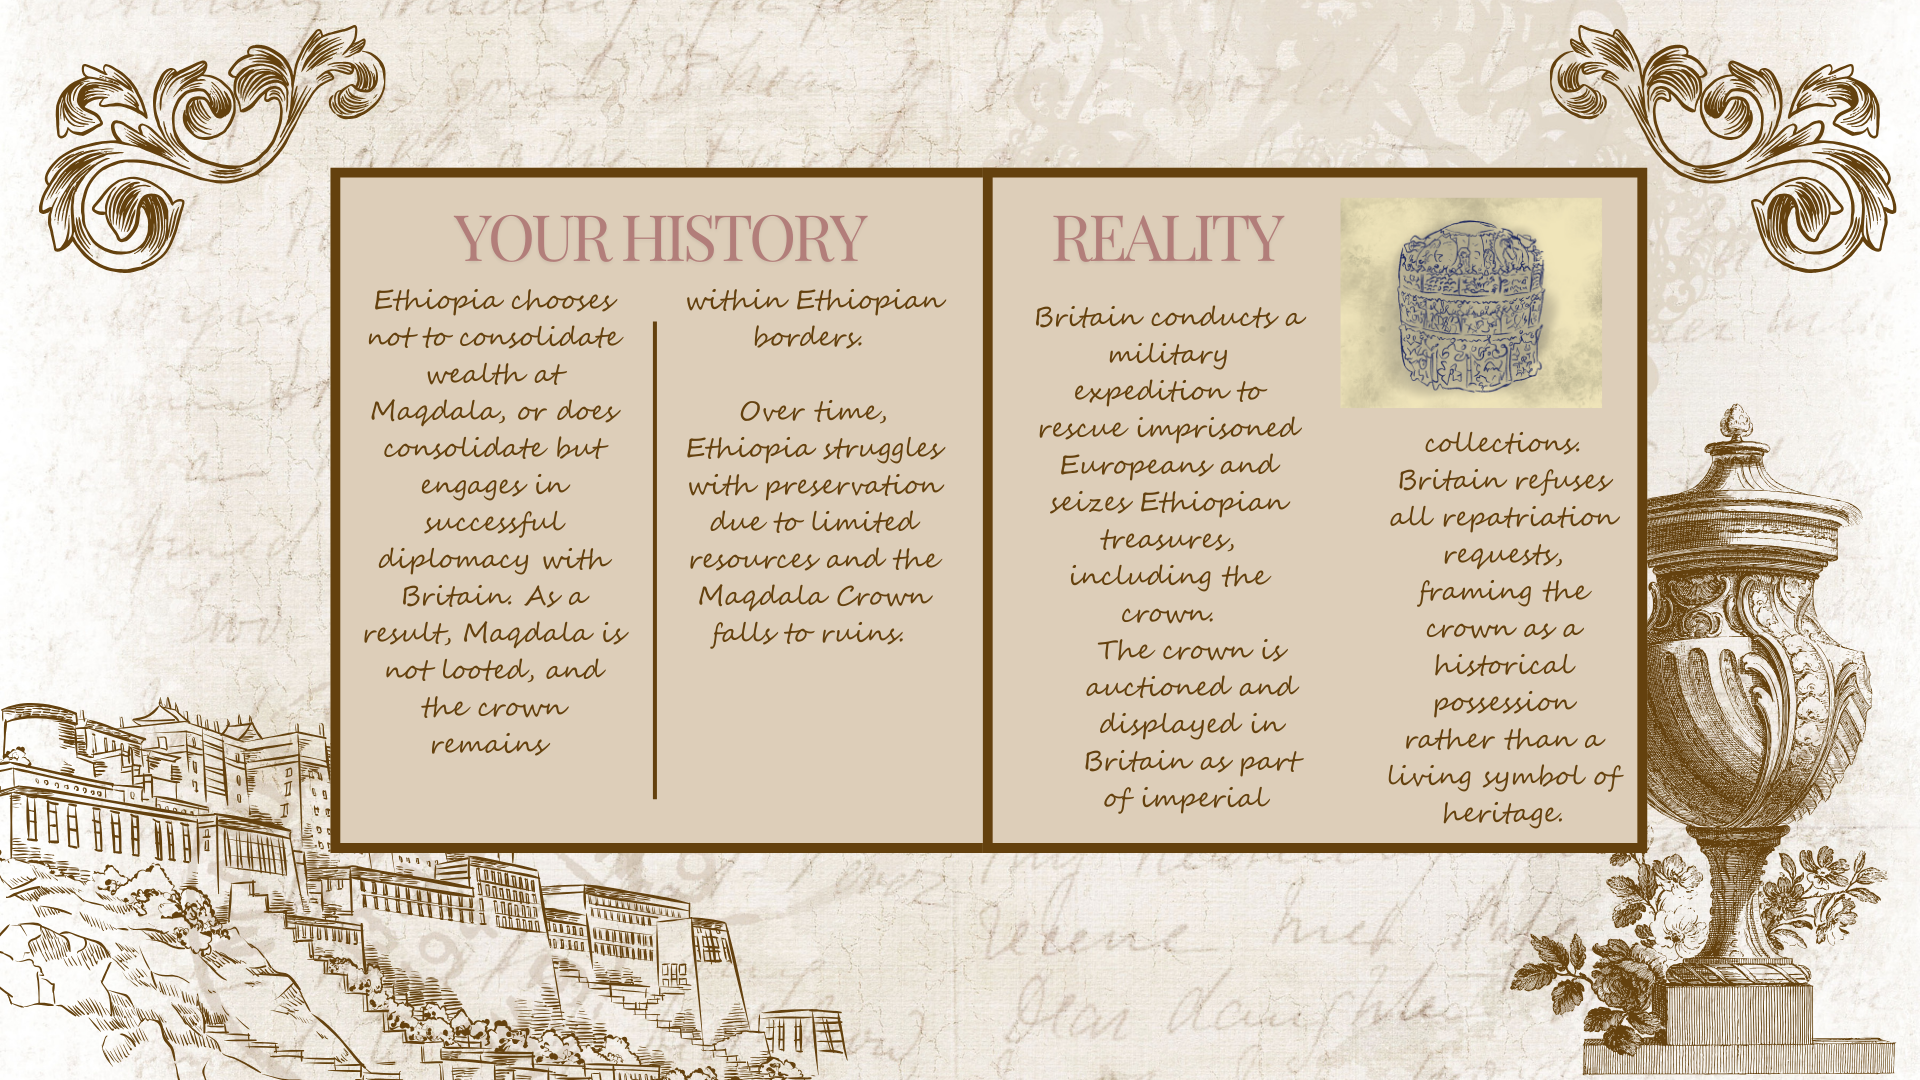 YOUR HISTORY
Ethiopia chooses
not to consolidate
wealth at
Maqdala, or does
consolidate but
engages in
successful
diplomacy with
Britain. As a
result, Maqdala is
not looted, and
the crown
remains
within Ethiopian
borders.
Over time,
Ethiopia struggles
with preservation
due to limited
resources and the
Maqdala Crown
falls to ruins.
REALITY
Britain conducts a
military
expedition to
rescue imprisoned
Europeans and
seizes Ethiopian
treasures,
including the
crown.
The crown is
auctioned and
displayed in
Britain as part
of imperial
collections.
Britain refuses
all repatriation
requests,
framing the
crown as a
historical
possession
rather than a
living symbol of
heritage.
my
Dear daughter